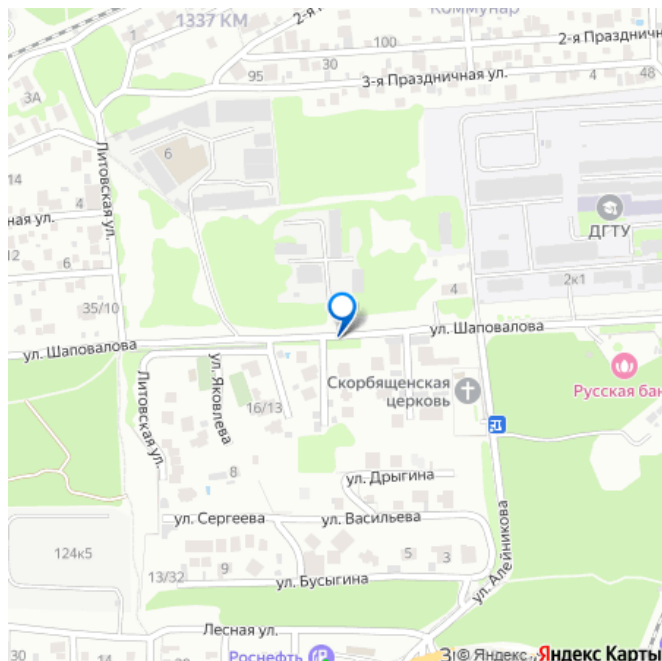 1337 КМ
Коммунар
2-я
1
100
2-я Праздничная
30
95
3-я Праздничная ул.
4
48
3А
6
Литовская ул.
14
4
ная ул.
ДГТУ
12
6
2к1
4
35/10
ул. Шаповалова
ул. Шаповалова
Русская бан
Скорбященская
церковь
Литовская ул.
ул. Яковлева
16/13
8
ул. Дрыгина
ул. Сергеева
ул. Васильева
ул. Алейникова
124к5
5
3
9
13/32
ул. Бусыгина
Лесная ул.
30
14
Роснефть
© Яндекс
Яндекс Карты